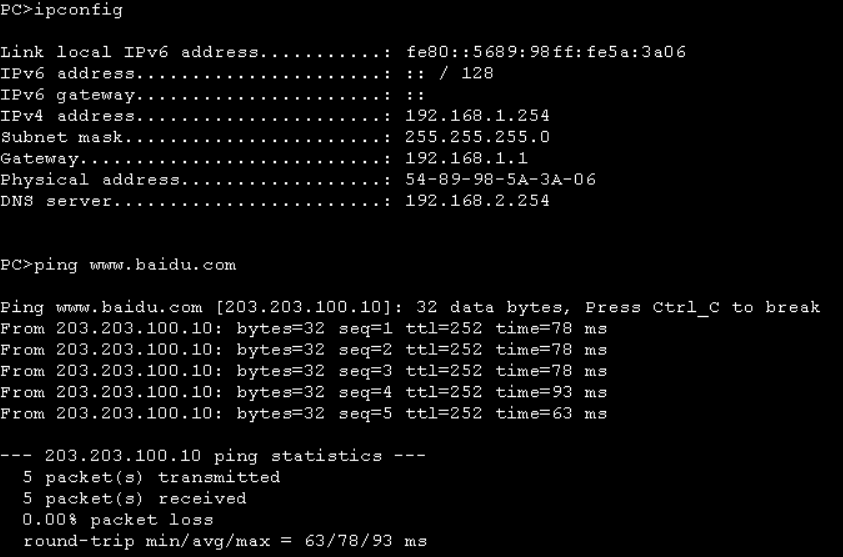 PC>ipconfig
Link local IPv6 address...........: fe80::5689:98ff:fe5a:3a06
IPv6 address......................: :: / 128
IPv6 gateway......................: ::
IPv4 address......................: 192.168.1.254
Subnet mask.......................: 255.255.255.0
Gateway...........................: 192.168.1.1
Physical address..................: 54-89-98-5A-3A-06
DNS server........................: 192.168.2.254
PC>ping www.baidu.com
Ping www.baidu.com [203.203.100.10]: 32 data bytes, Press Ctrl_C to break
From 203.203.100.10: bytes=32 seq=1 ttl=252 time=78 ms
From 203.203.100.10: bytes=32 seq=2 ttl=252 time=78 ms
From 203.203.100.10: bytes=32 seq=3 ttl=252 time=78 ms
From 203.203.100.10: bytes=32 seq=4 ttl=252 time=93 ms
From 203.203.100.10: bytes=32 seq=5 ttl=252 time=63 ms
--- 203.203.100.10 ping statistics ---
5 packet(s) transmitted
5 packet(s) received
0.00% packet loss
round-trip min/avg/max = 63/78/93 ms